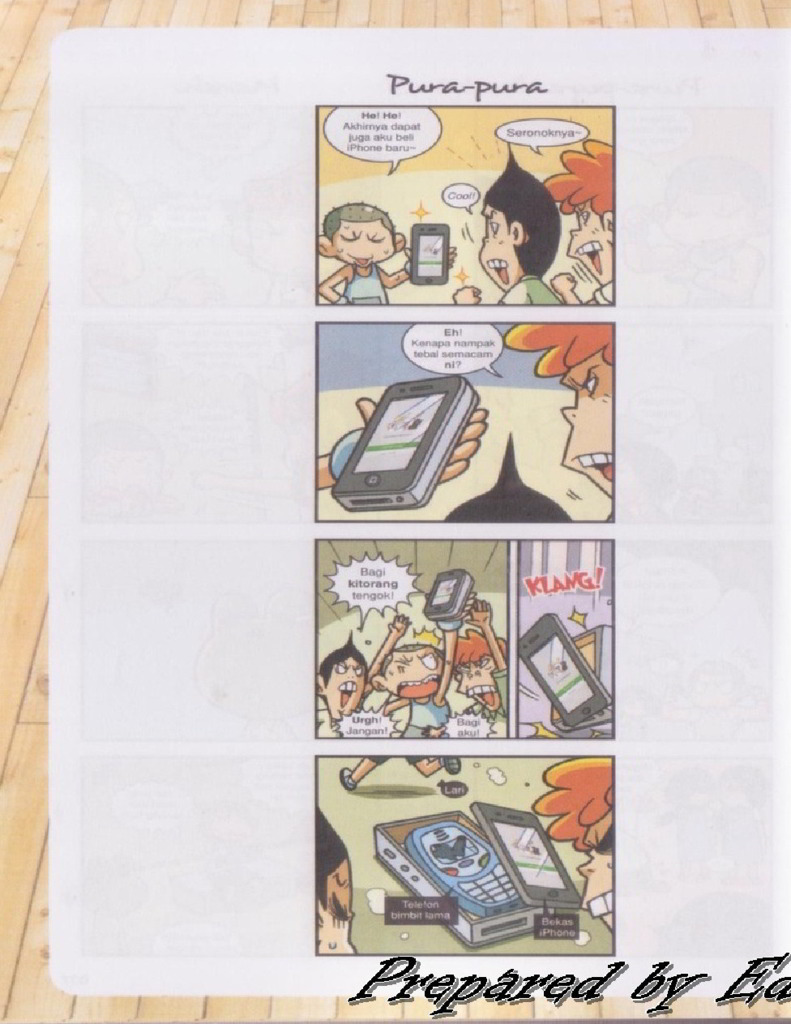 Pura-pura
He! He!
Akhirnya dapat
juga aku beli
iPhone baru~
Seronoknya~
Cool!
Eh!
Kenapa nampak
tebal semacam
ni?
Bagi
kitorang
tengok!
Urgh!
Jangan!
Bagi
aku!
KLANG!
Lari
Telefon
bimbit lama
Bekas
iPhone
Prepared by Ed